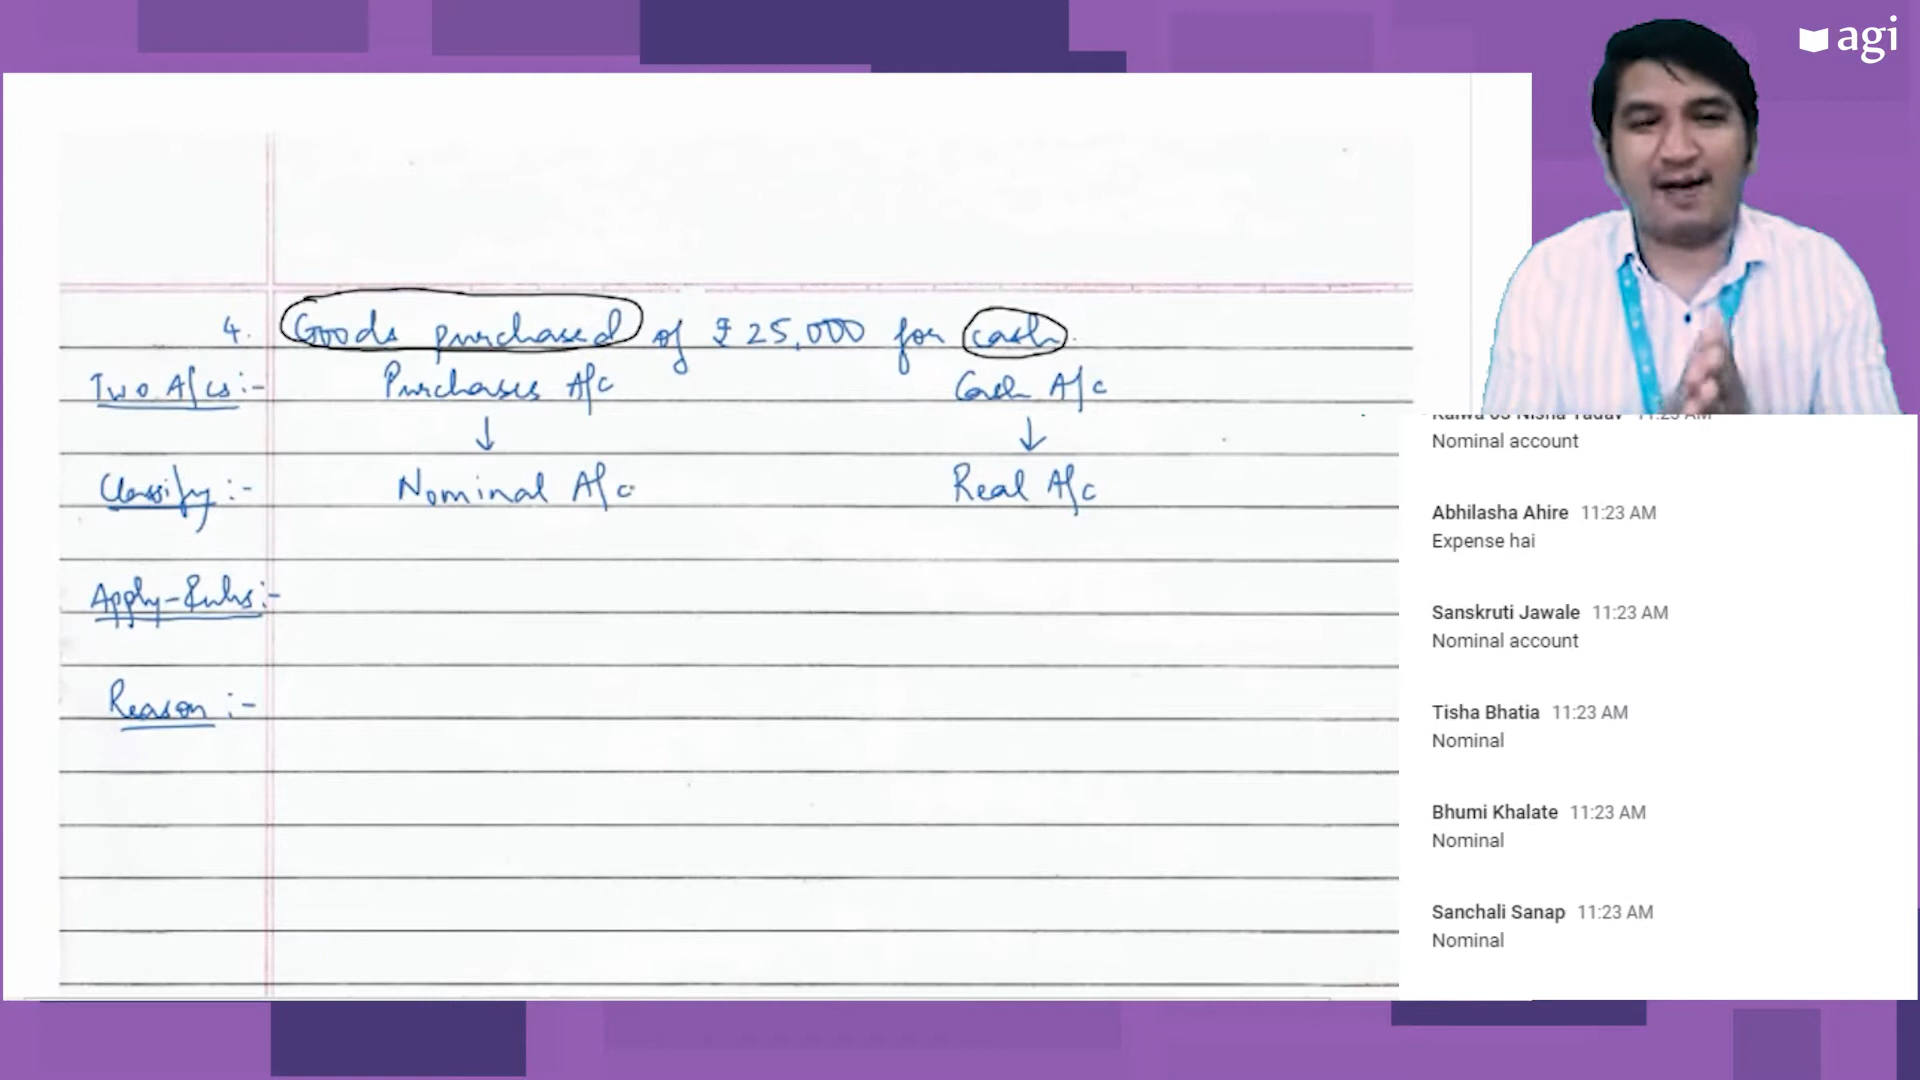 agi
4. Goods purchased of ₹ 25,000 for cash.
Two A/cs :- Purchases A/c Cash A/c
↓ ↓
Classify :- Nominal A/c Real A/c
Apply-Rules :-
Reason :-
Nominal account
Abhilasha Ahire 11:23 AM
Expense hai
Sanskruti Jawale 11:23 AM
Nominal account
Tisha Bhatia 11:23 AM
Nominal
Bhumi Khalate 11:23 AM
Nominal
Sanchali Sanap 11:23 AM
Nominal